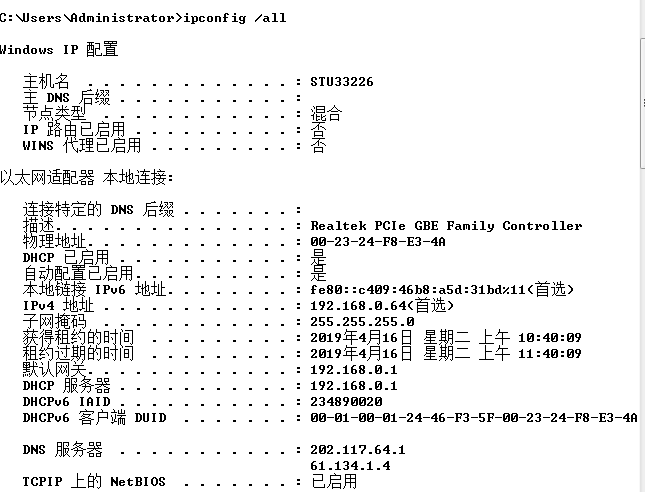 C:\Users\Administrator>ipconfig /all
Windows IP 配置
主机名 . . . . . . . . . . . . . : STU33226
主 DNS 后缀 . . . . . . . . . . . :
节点类型 . . . . . . . . . . . . : 混合
IP 路由已启用 . . . . . . . . . . : 否
WINS 代理已启用 . . . . . . . . . : 否
以太网适配器 本地连接:
连接特定的 DNS 后缀 . . . . . . . :
描述. . . . . . . . . . . . . . . : Realtek PCIe GBE Family Controller
物理地址. . . . . . . . . . . . . : 00-23-24-F8-E3-4A
DHCP 已启用 . . . . . . . . . . . : 是
自动配置已启用. . . . . . . . . . : 是
本地链接 IPv6 地址. . . . . . . . : fe80::c409:46b8:a5d:31bd%11(首选)
IPv4 地址 . . . . . . . . . . . . : 192.168.0.64(首选)
子网掩码 . . . . . . . . . . . . : 255.255.255.0
获得租约的时间 . . . . . . . . . : 2019年4月16日 星期二 上午 10:40:09
租约过期的时间 . . . . . . . . . : 2019年4月16日 星期二 上午 11:40:09
默认网关. . . . . . . . . . . . . : 192.168.0.1
DHCP 服务器 . . . . . . . . . . . : 192.168.0.1
DHCPv6 IAID . . . . . . . . . . . : 234890020
DHCPv6 客户端 DUID . . . . . . . : 00-01-00-01-24-46-F3-5F-00-23-24-F8-E3-4A
DNS 服务器 . . . . . . . . . . . : 202.117.64.1
61.134.1.4
TCPIP 上的 NetBIOS . . . . . . . : 已启用